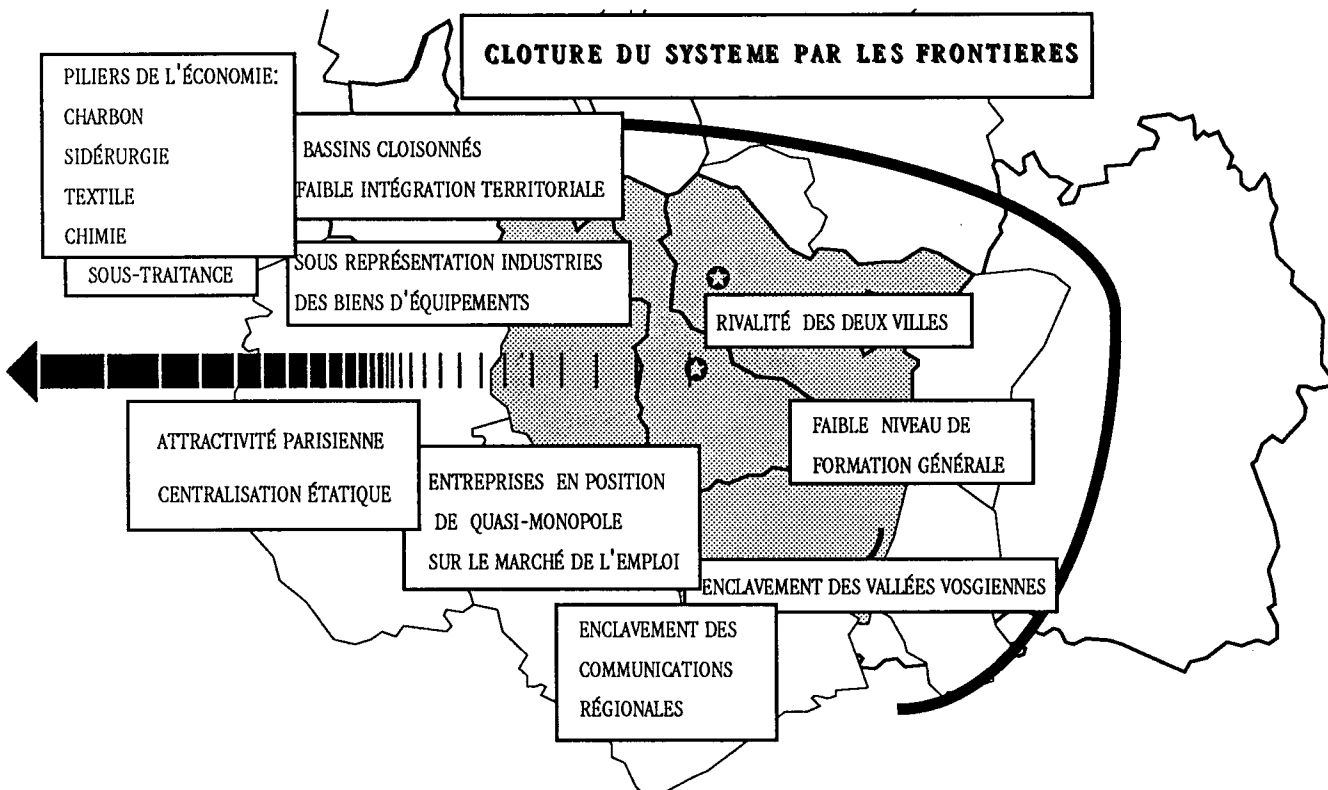 CLOTURE DU SYSTEME PAR LES FRONTIERES
PILIERS DE L'ÉCONOMIE:
CHARBON
SIDÉRURGIE
TEXTILE
CHIMIE
SOUS-TRAITANCE
BASSINS CLOISONNÉS
FAIBLE INTÉGRATION TERRITORIALE
SOUS REPRÉSENTATION INDUSTRIES
DES BIENS D'ÉQUIPEMENTS
RIVALITÉ DES DEUX VILLES
ATTRACTIVITÉ PARISIENNE
CENTRALISATION ÉTATIQUE
FAIBLE NIVEAU DE
FORMATION GÉNÉRALE
ENTREPRISES EN POSITION
DE QUASI-MONOPOLE
SUR LE MARCHÉ DE L'EMPLOI
ENCLAVEMENT DES VALLÉES VOSGIENNES
ENCLAVEMENT DES
COMMUNICATIONS
RÉGIONALES